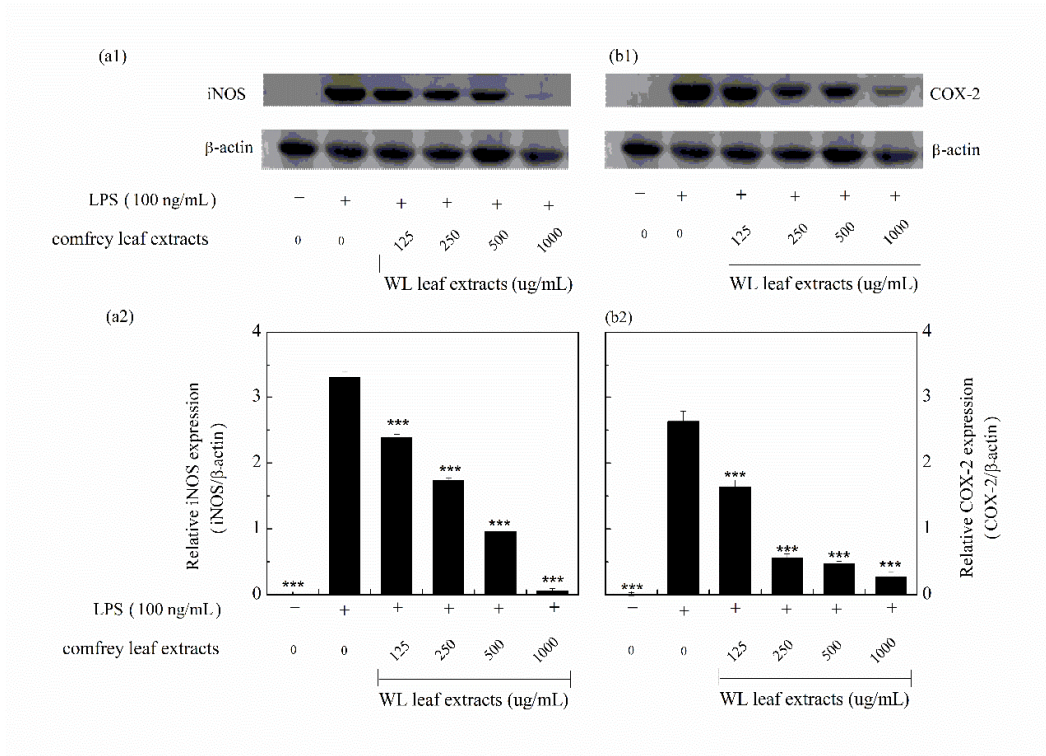 (a1)
(b1)
iNOS
COX-2
β-actin
β-actin
LPS ( 100 ng/mL)
− + + + + +
− + + + + +
comfrey leaf extracts
0 0 125 250 500 1000
0 0 125 250 500 1000
WL leaf extracts (ug/mL)
WL leaf extracts (ug/mL)
(a2)
(b2)
4
3
2
1
0
Relative iNOS expression
( iNOS/β-actin)
*** *** *** *** ***
4
3
2
1
0
Relative COX-2 expression
( COX-2/β-actin)
*** *** *** *** ***
LPS ( 100 ng/mL)
− + + + + +
− + + + + +
comfrey leaf extracts
0 0 125 250 500 1000
0 0 125 250 500 1000
WL leaf extracts (ug/mL)
WL leaf extracts (ug/mL)